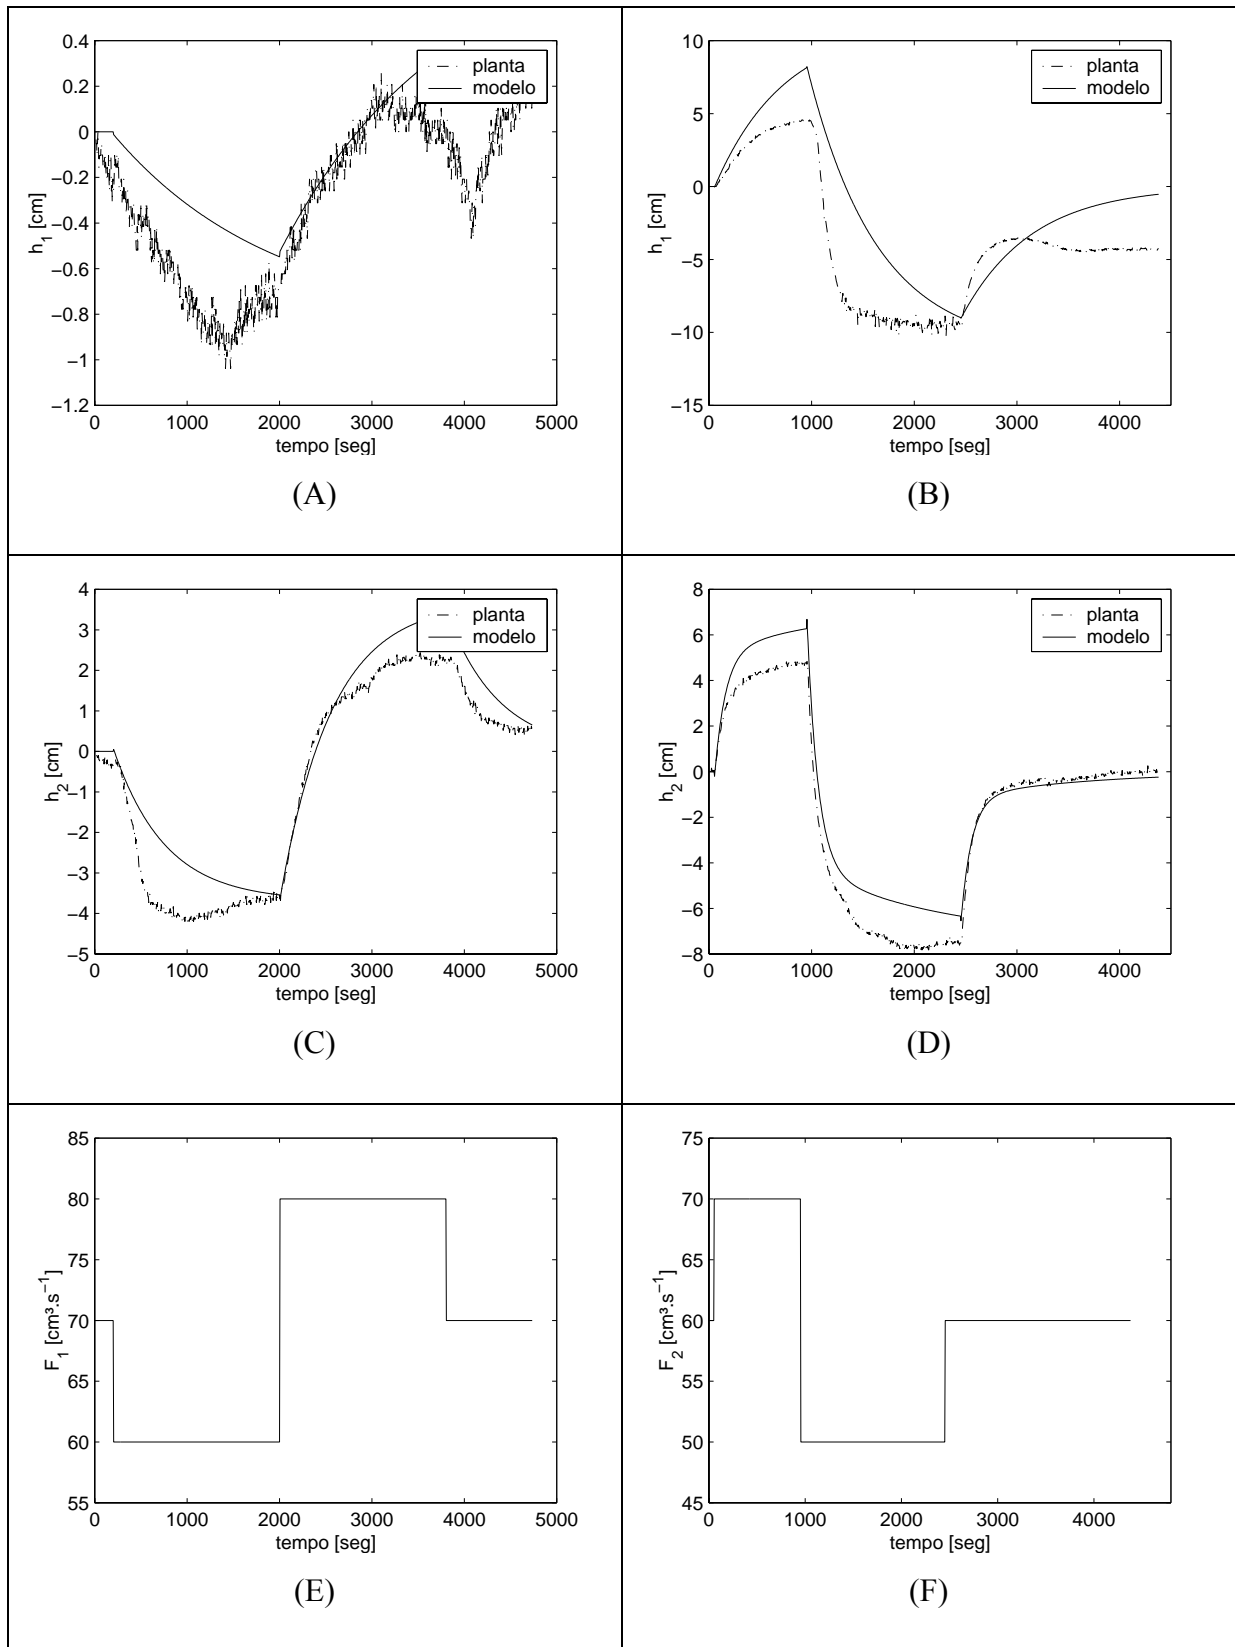 0.4
0.2
0
−0.2
−0.4
−0.6
−0.8
−1
−1.2
h1 [cm]
planta
modelo
0 1000 2000 3000 4000 5000
tempo [seg]
(A)
10
5
0
−5
−10
−15
h1 [cm]
planta
modelo
0 1000 2000 3000 4000
tempo [seg]
(B)
4
3
2
1
0
−1
−2
−3
−4
−5
h2 [cm]
planta
modelo
0 1000 2000 3000 4000 5000
tempo [seg]
(C)
8
6
4
2
0
−2
−4
−6
−8
h2 [cm]
planta
modelo
0 1000 2000 3000 4000
tempo [seg]
(D)
85
80
75
70
65
60
55
F1 [cm³.s−1]
0 1000 2000 3000 4000 5000
tempo [seg]
(E)
75
70
65
60
55
50
45
F2 [cm³.s−1]
0 1000 2000 3000 4000
tempo [seg]
(F)